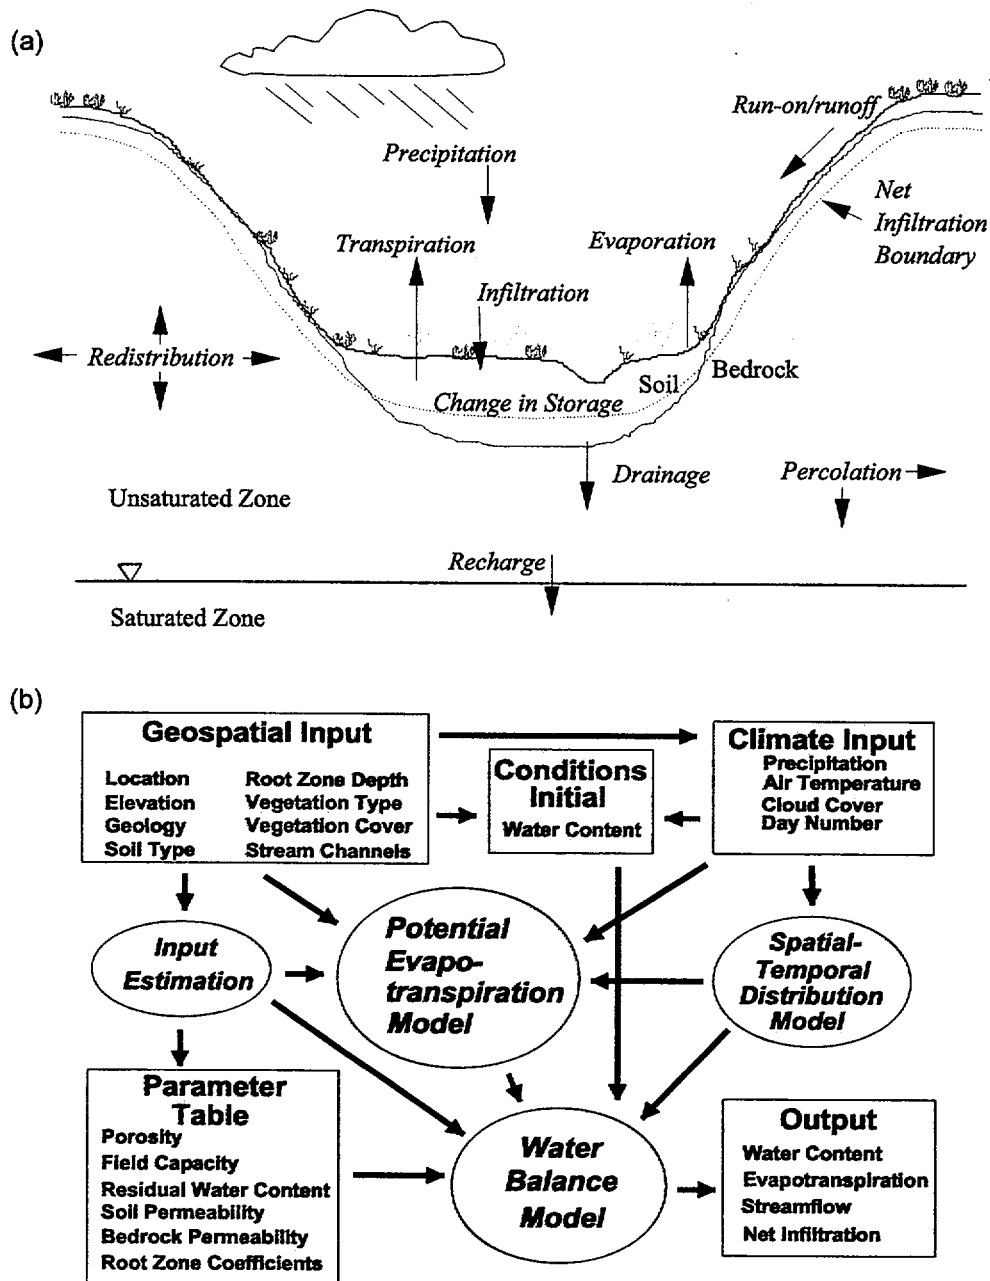 (a)
Run-on/runoff
Precipitation
Net
Infiltration
Boundary
Transpiration
Evaporation
Infiltration
Redistribution
Soil
Bedrock
Change in Storage
Drainage
Percolation
Unsaturated Zone
Recharge
Saturated Zone
(b)
Geospatial Input
Location
Elevation
Geology
Soil Type
Root Zone Depth
Vegetation Type
Vegetation Cover
Stream Channels
Conditions
Initial
Water Content
Climate Input
Precipitation
Air Temperature
Cloud Cover
Day Number
Input
Estimation
Potential
Evapo-
transpiration
Model
Spatial-
Temporal
Distribution
Model
Parameter
Table
Porosity
Field Capacity
Residual Water Content
Soil Permeability
Bedrock Permeability
Root Zone Coefficients
Water
Balance
Model
Output
Water Content
Evapotranspiration
Streamflow
Net Infiltration